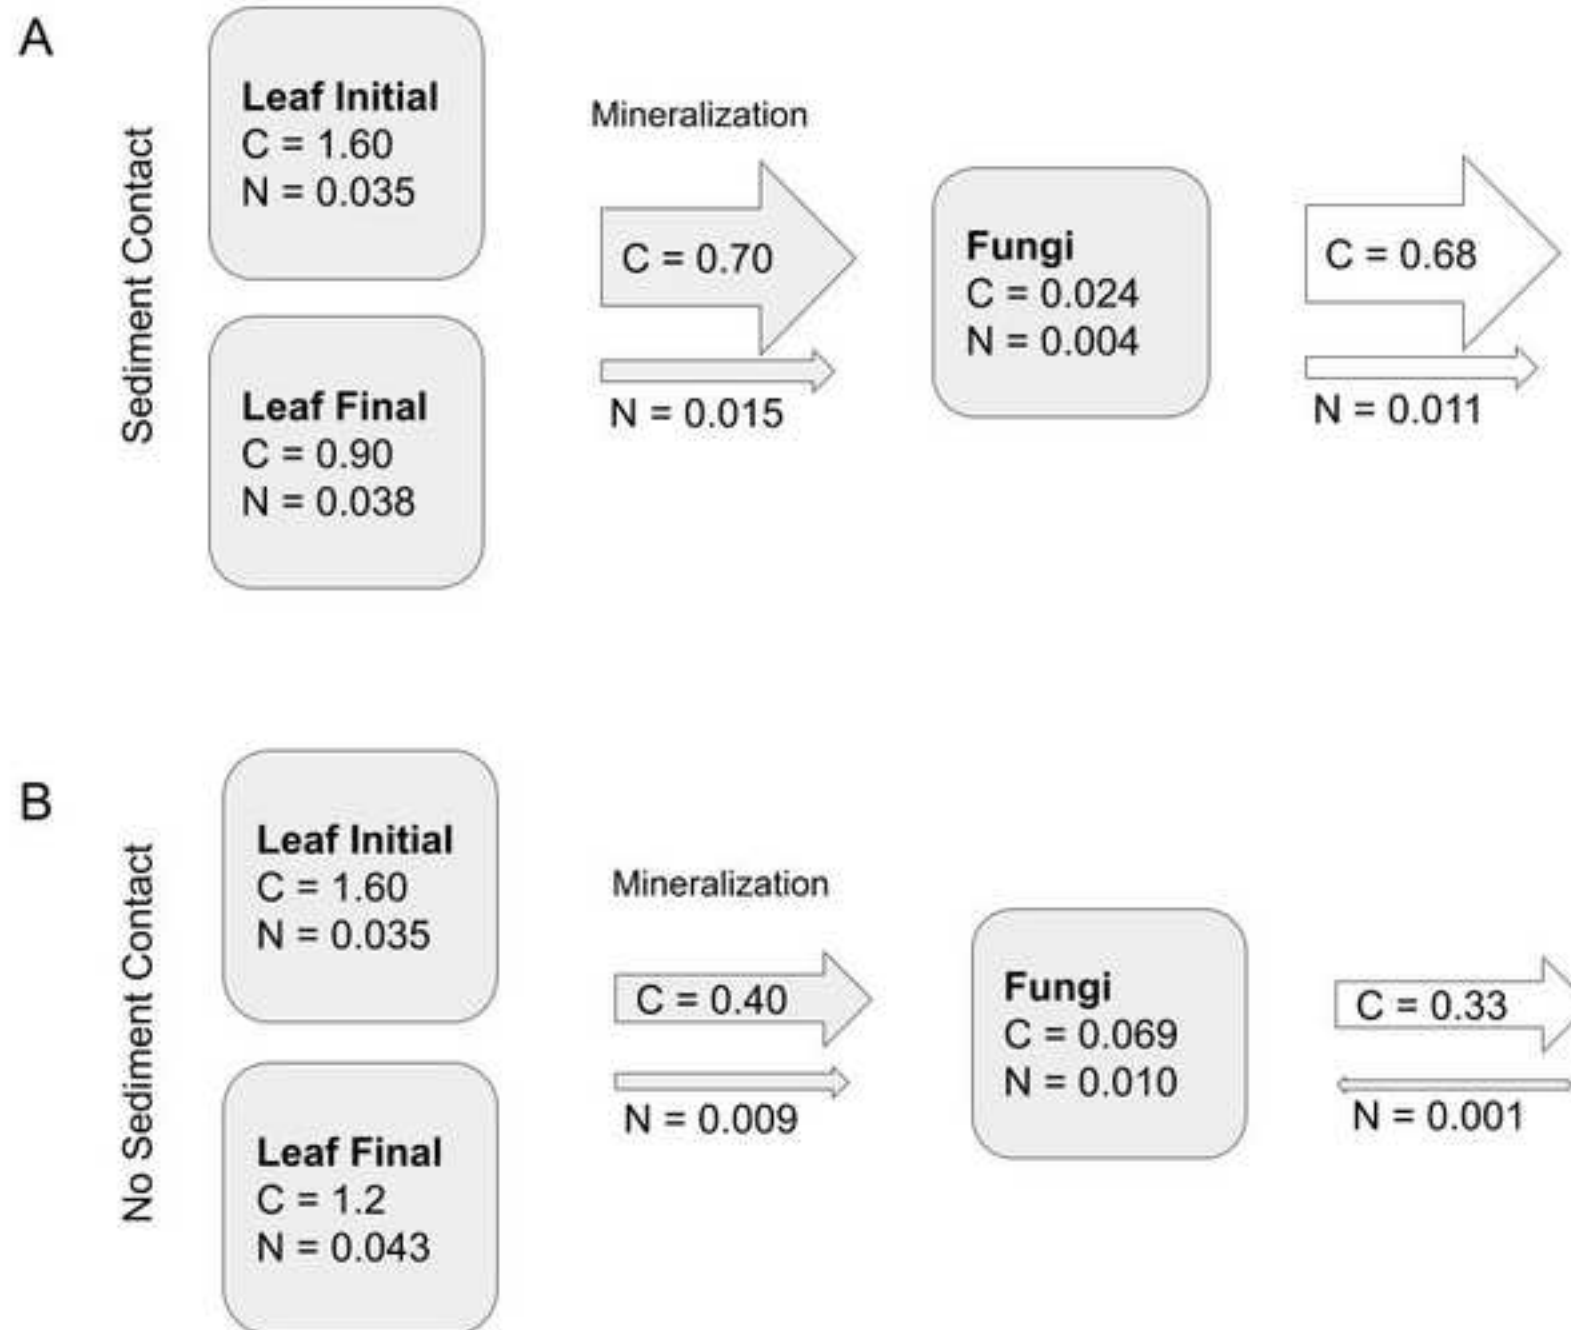 A
Sediment Contact
Leaf Initial
C = 1.60
N = 0.035
Leaf Final
C = 0.90
N = 0.038
Mineralization
C = 0.70
N = 0.015
Fungi
C = 0.024
N = 0.004
C = 0.68
N = 0.011
B
No Sediment Contact
Leaf Initial
C = 1.60
N = 0.035
Leaf Final
C = 1.2
N = 0.043
Mineralization
C = 0.40
N = 0.009
Fungi
C = 0.069
N = 0.010
C = 0.33
N = 0.001